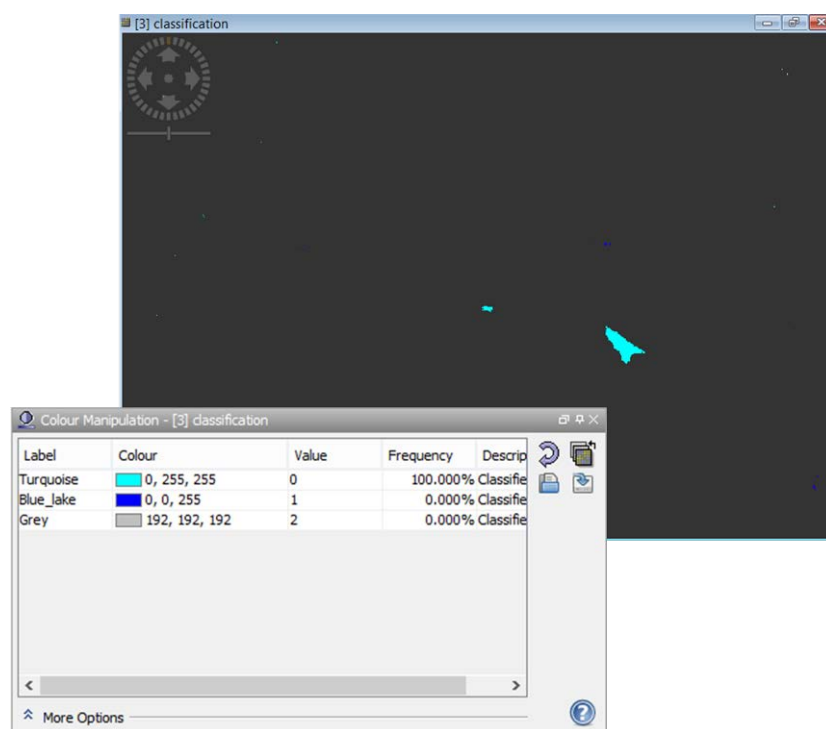 [3] classification
Colour Manipulation - [3] classification
Label Colour Value Frequency Descrip
Turquoise 0, 255, 255 0 100.000% Classifie
Blue_lake 0, 0, 255 1 0.000% Classifie
Grey 192, 192, 192 2 0.000% Classifie
More Options